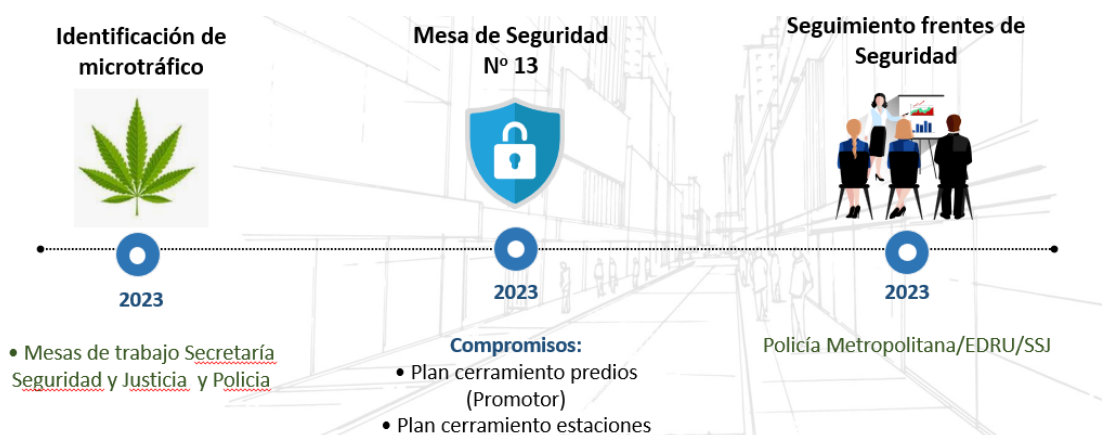 Identificación de
microtráfico
2023
• Mesas de trabajo Secretaría
Seguridad y Justicia y Policia
Mesa de Seguridad
Nº 13
2023
Compromisos:
• Plan cerramiento predios
(Promotor)
• Plan cerramiento estaciones
Seguimiento frentes de
Seguridad
2023
Policía Metropolitana/EDRU/SSJ